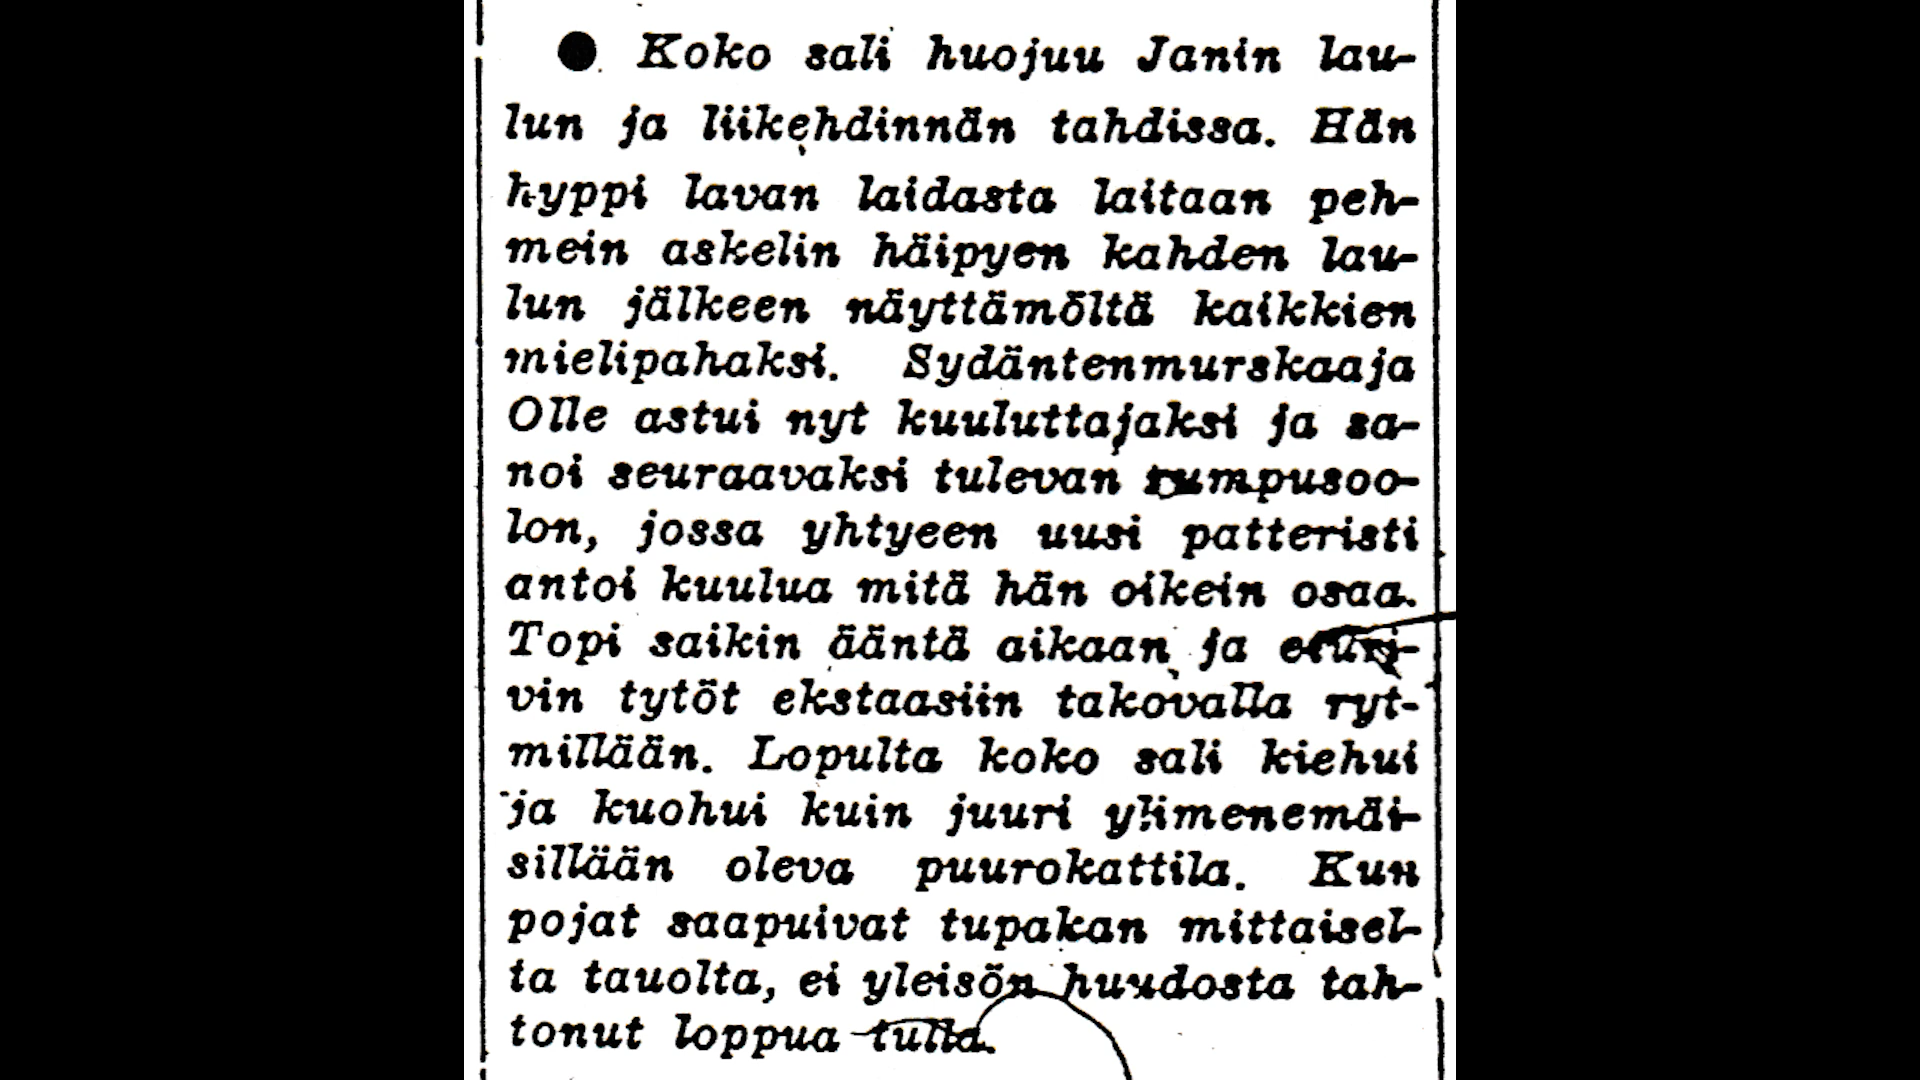 ● Koko sali huojuu Janin lau-
lun ja liikehdinnän tahdissa. Hän
hyppi lavan laidasta laitaan peh-
mein askelin häipyen kahden lau-
lun jälkeen näyttämöltä kaikkien
mielipahaksi. Sydäntenmurskaaja
Olle astui nyt kuuluttajaksi ja sa-
noi seuraavaksi tulevan rumpusoo-
lon, jossa yhtyeen uusi patteristi
antoi kuulua mitä hän oikein osaa.
Topi saikin ääntä aikaan ja eturi-
vin tytöt ekstaasiin takovalla ryt-
millään. Lopulta koko sali kiehui
ja kuohui kuin juuri ylimenemäi-
sillään oleva puurokattila. Kun
pojat saapuivat tupakan mittaisel-
ta tauolta, ei yleisön huudosta tah-
tonut loppua tulla.